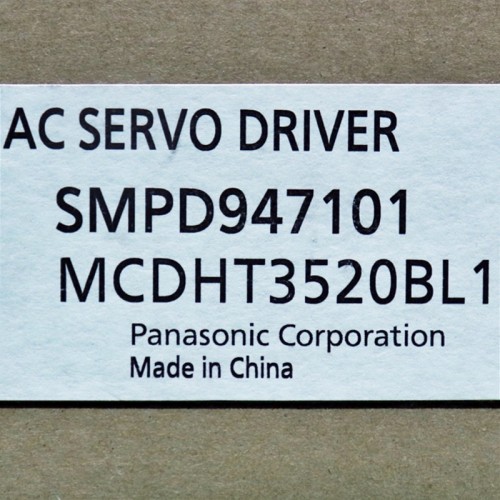 AC SERVO DRIVER
SMPD947101
MCDHT3520BL1
Panasonic Corporation
Made in China